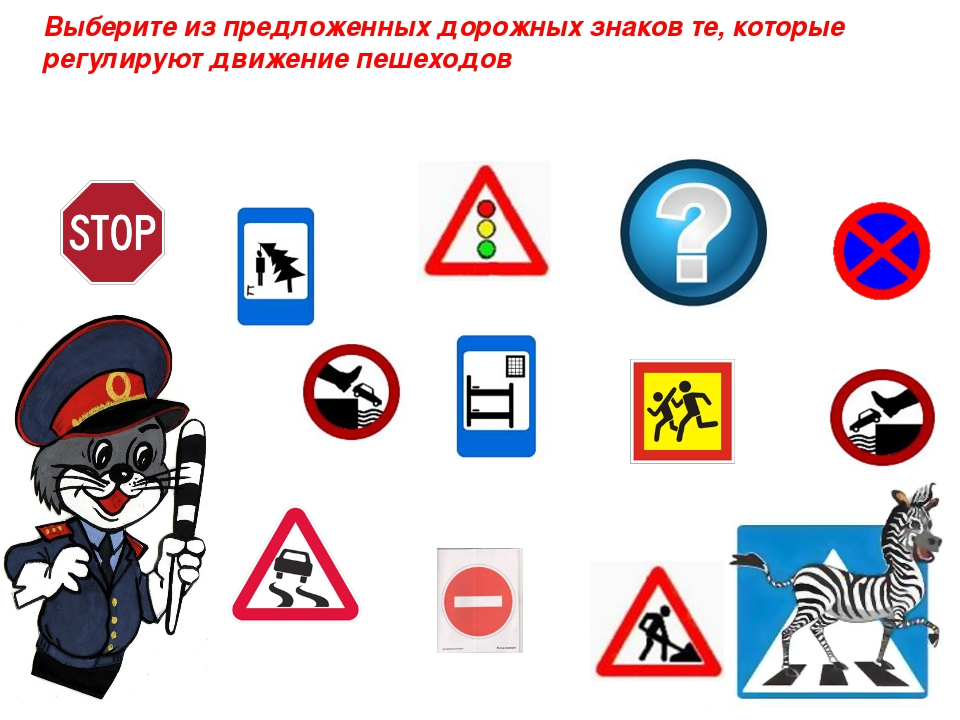 Выберите из предложенных дорожных знаков те, которые
регулируют движение пешеходов
STOP